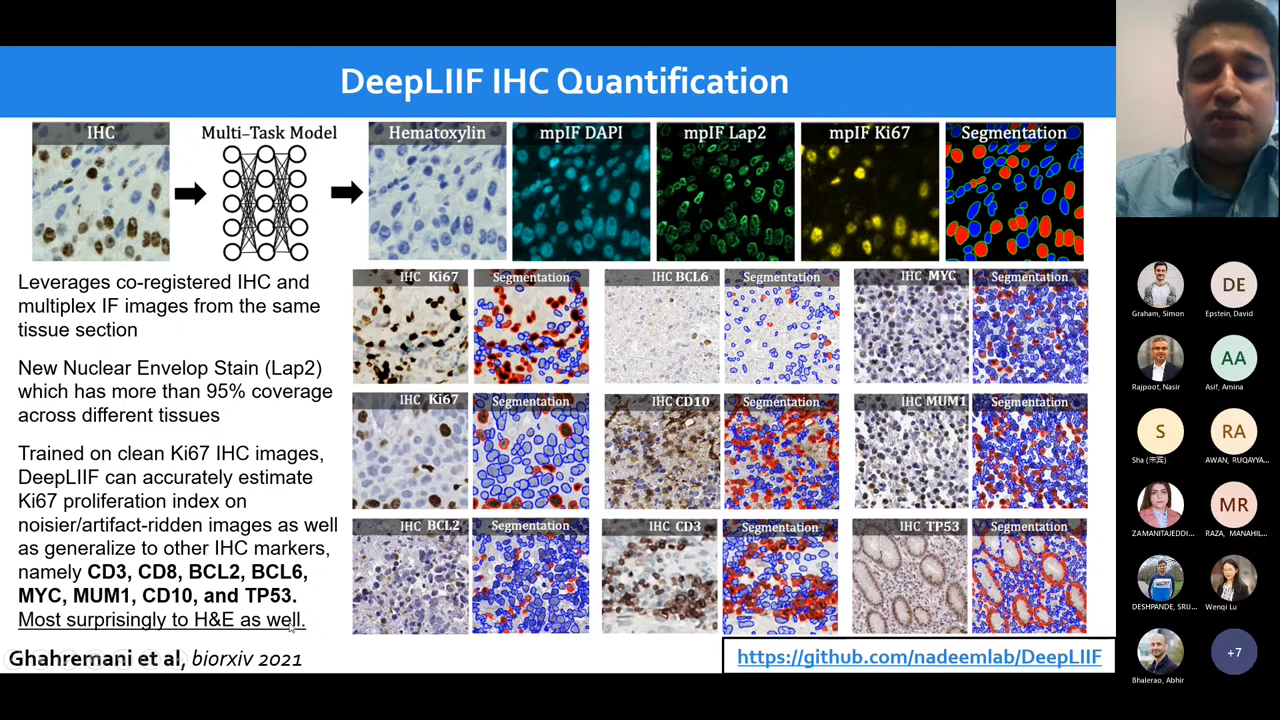 DeepLIIF IHC Quantification
IHC
Multi-Task Model
Hematoxylin
mpIF DAPI
mpIF Lap2
mpIF Ki67
Segmentation
Leverages co-registered IHC and
multiplex IF images from the same
tissue section
New Nuclear Envelop Stain (Lap2)
which has more than 95% coverage
across different tissues
Trained on clean Ki67 IHC images,
DeepLIIF can accurately estimate
Ki67 proliferation index on
noisier/artifact-ridden images as well
as generalize to other IHC markers,
namely CD3, CD8, BCL2, BCL6,
MYC, MUM1, CD10, and TP53.
Most surprisingly to H&E as well.
Ghahremani et al, biorxiv 2021
IHC Ki67
Segmentation
IHC BCL6
Segmentation
IHC MYC
Segmentation
IHC Ki67
Segmentation
IHC CD10
Segmentation
IHC MUM1
Segmentation
IHC BCL2
Segmentation
IHC CD3
Segmentation
IHC TP53
Segmentation
https://github.com/nadeemlab/DeepLIIF
Graham, Simon
DE
Epstein, David
Rajpoot, Nasir
AA
Asif, Amina
S
Sha
RA
AWAN, RUQAYYA...
ZAMANITAJEDDI...
MR
RAZA, MANAHIL...
DESHPANDE, SRIJ...
Wenqi Lu
Bhalerao, Abhir
+7